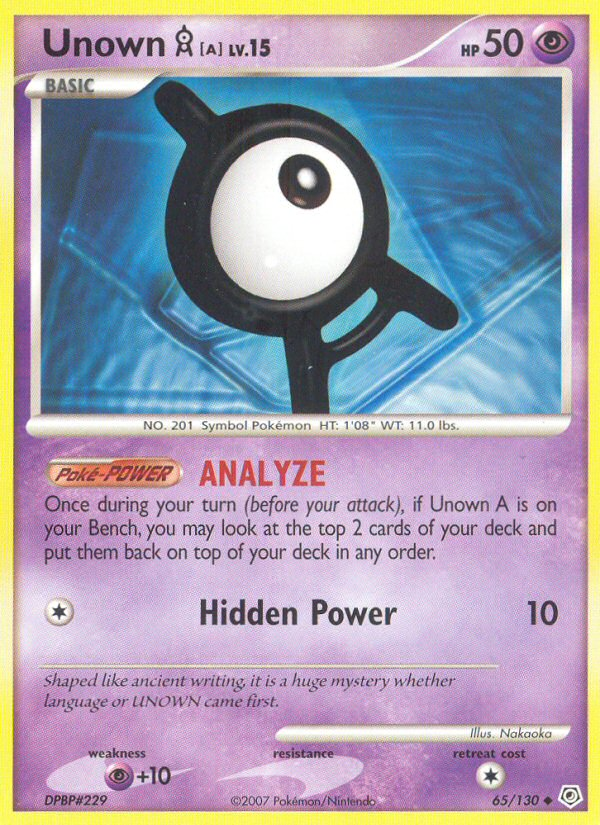 Unown [A] LV.15 HP 50
BASIC
NO. 201 Symbol Pokémon HT: 1'08" WT: 11.0 lbs.
Poké-POWER ANALYZE
Once during your turn (before your attack), if Unown A is on
your Bench, you may look at the top 2 cards of your deck and
put them back on top of your deck in any order.
Hidden Power 10
Shaped like ancient writing, it is a huge mystery whether
language or UNOWN came first.
Illus. Nakaoka
weakness resistance retreat cost
+10
DPBP#229 ©2007 Pokémon/Nintendo 65/130